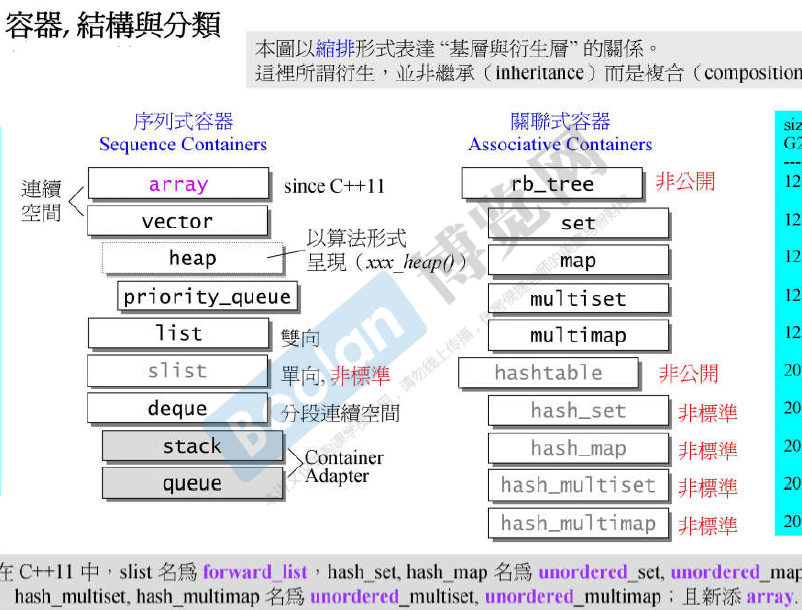 容器, 結構與分類
本圖以縮排形式表達 “基層與衍生層” 的關係。
這裡所謂衍生，並非繼承（inheritance）而是複合（composition
序列式容器
Sequence Containers
連續
空間
array
since C++11
vector
heap
以算法形式
呈現（xxx_heap()）
priority_queue
list
雙向
slist
單向, 非標準
deque
分段連續空間
stack
queue
Container
Adapter
關聯式容器
Associative Containers
rb_tree
非公開
set
map
multiset
multimap
hashtable
非公開
hash_set
非標準
hash_map
非標準
hash_multiset
非標準
hash_multimap
非標準
siz
G2
---
12
12
12
12
12
20
20
20
20
20
Boolan
博览网
在 C++11 中，slist 名為 forward_list，hash_set, hash_map 名為 unordered_set, unordered_map
hash_multiset, hash_multimap 名為 unordered_multiset, unordered_multimap；且新添 array.